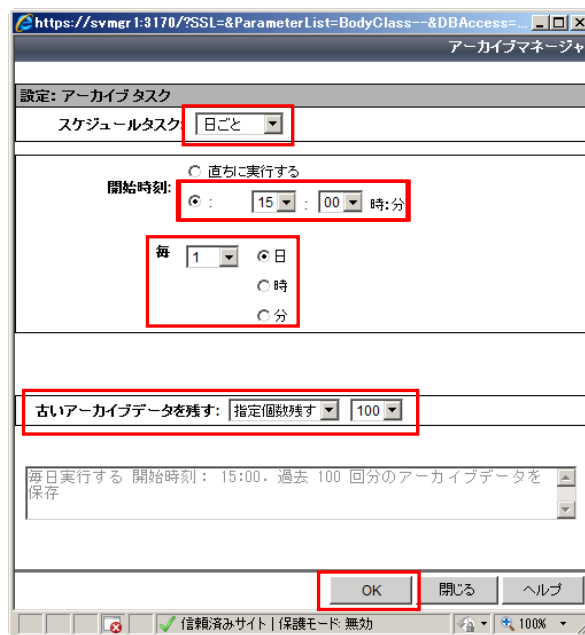 https://svmgr1:3170/?SSL=&ParameterList=BodyClass--&DBAccess=...
アーカイブマネージャ
設定: アーカイブ タスク
スケジュールタスク: 日ごと
直ちに実行する
開始時刻: : 15 : 00 時:分
毎 1 日
時
分
古いアーカイブデータを残す: 指定個数残す 100
毎日実行する 開始時刻: 15:00. 過去 100 回分のアーカイブデータを
保存
OK 閉じる ヘルプ
信頼済みサイト | 保護モード: 無効 100%